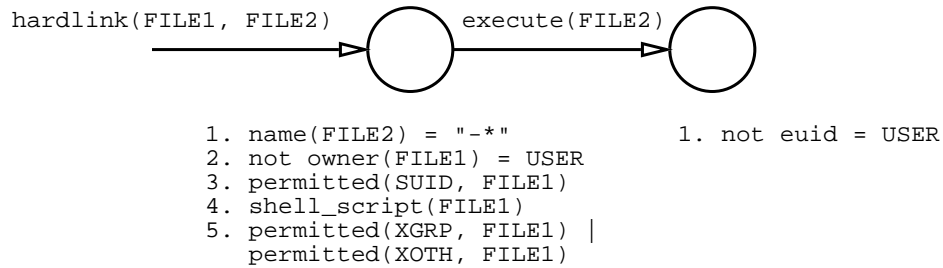 hardlink(FILE1, FILE2)
execute(FILE2)
1. name(FILE2) = "-*"
2. not owner(FILE1) = USER
3. permitted(SUID, FILE1)
4. shell_script(FILE1)
5. permitted(XGRP, FILE1) |
permitted(XOTH, FILE1)
1. not euid = USER